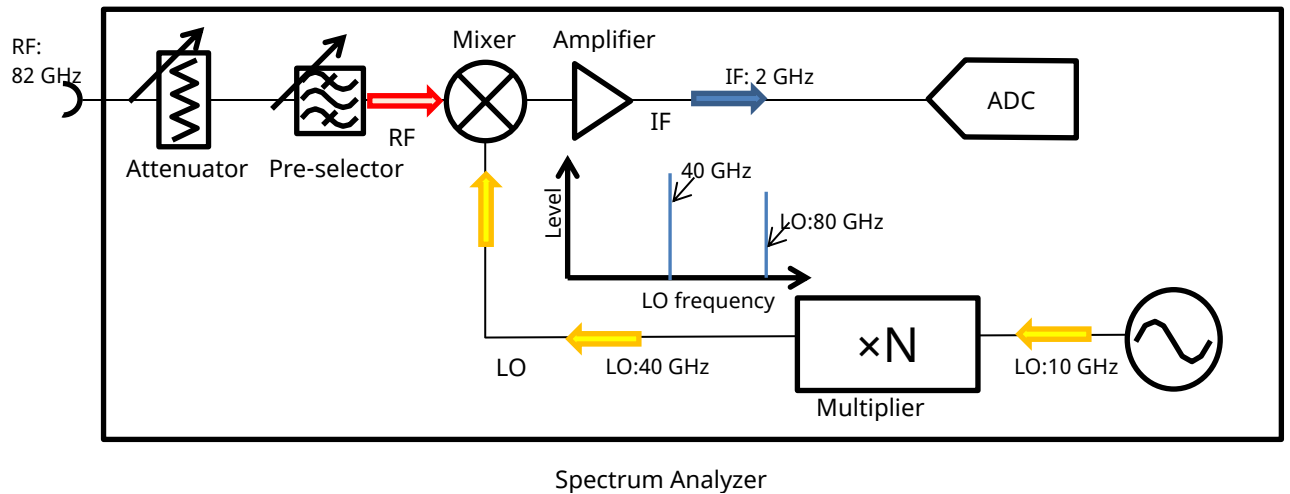 RF:
82 GHz
Mixer
Amplifier
IF: 2 GHz
ADC
RF
IF
Attenuator
Pre-selector
Level
40 GHz
LO:80 GHz
LO frequency
×N
LO
LO:40 GHz
LO:10 GHz
Multiplier
Spectrum Analyzer